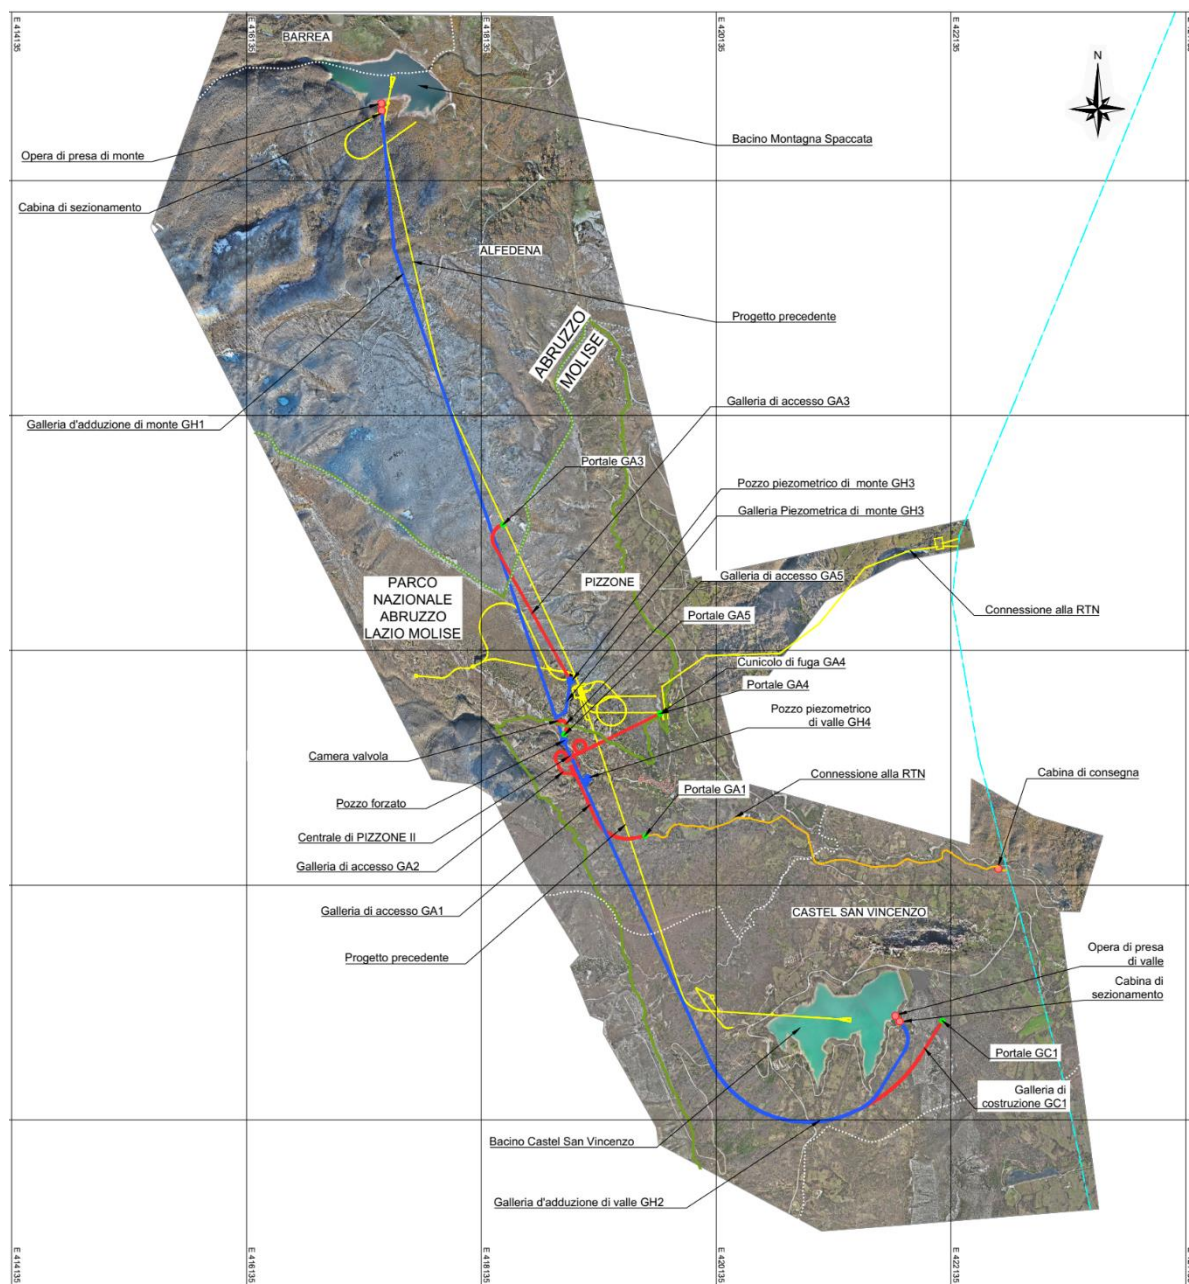 E 414135
E 416135
E 418135
E 420135
E 422135
BARREA
N
Opera di presa di monte
Bacino Montagna Spaccata
Cabina di sezionamento
ALFEDENA
Progetto precedente
ABRUZZO
MOLISE
Galleria d'adduzione di monte GH1
Galleria di accesso GA3
Portale GA3
Pozzo piezometrico di monte GH3
Galleria Piezometrica di monte GH3
PARCO
NAZIONALE
ABRUZZO
LAZIO MOLISE
PIZZONE
Galleria di accesso GA5
Portale GA5
Connessione alla RTN
Cunicolo di fuga GA4
Portale GA4
Pozzo piezometrico
di valle GH4
Camera valvola
Connessione alla RTN
Cabina di consegna
Portale GA1
Pozzo forzato
Centrale di PIZZONE II
Galleria di accesso GA2
Galleria di accesso GA1
CASTEL SAN VINCENZO
Progetto precedente
Opera di presa
di valle
Cabina di
sezionamento
Portale GC1
Galleria di
costruzione GC1
Bacino Castel San Vincenzo
Galleria d'adduzione di valle GH2
E 414135
E 416135
E 418135
E 420135
E 422135